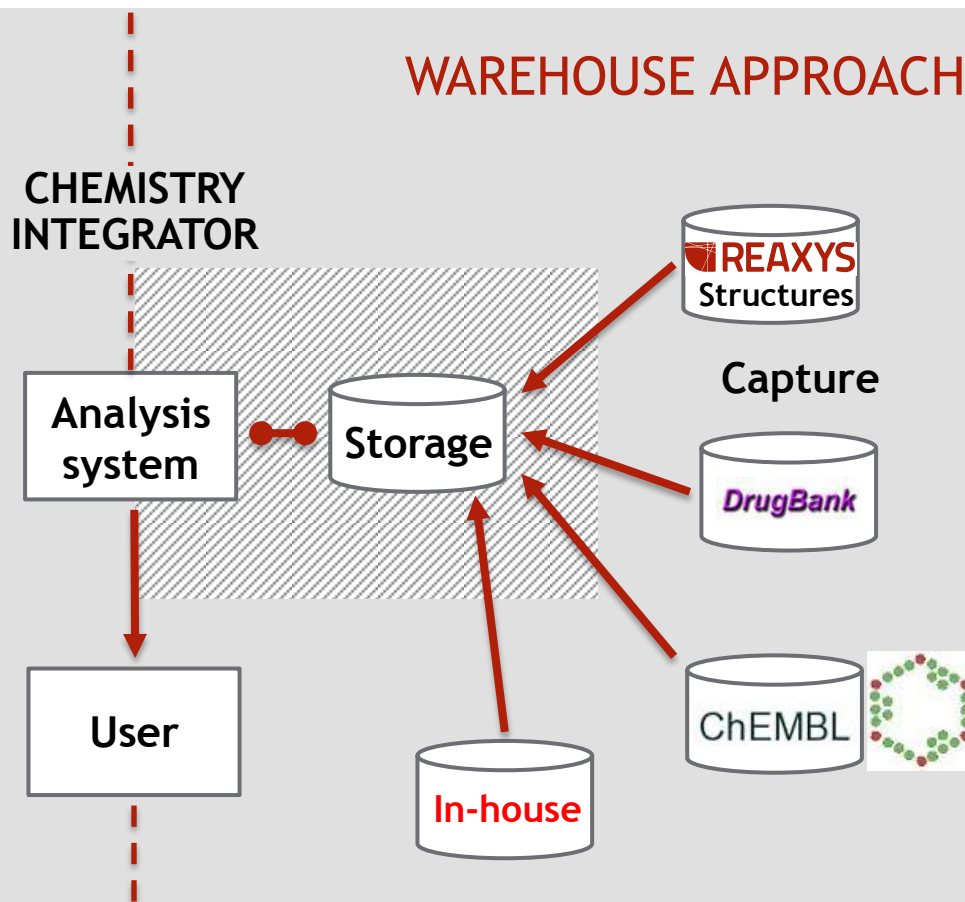 WAREHOUSE APPROACH
CHEMISTRY
INTEGRATOR
REAXYS
Structures
Capture
Analysis
system
Storage
DrugBank
User
ChEMBL
In-house